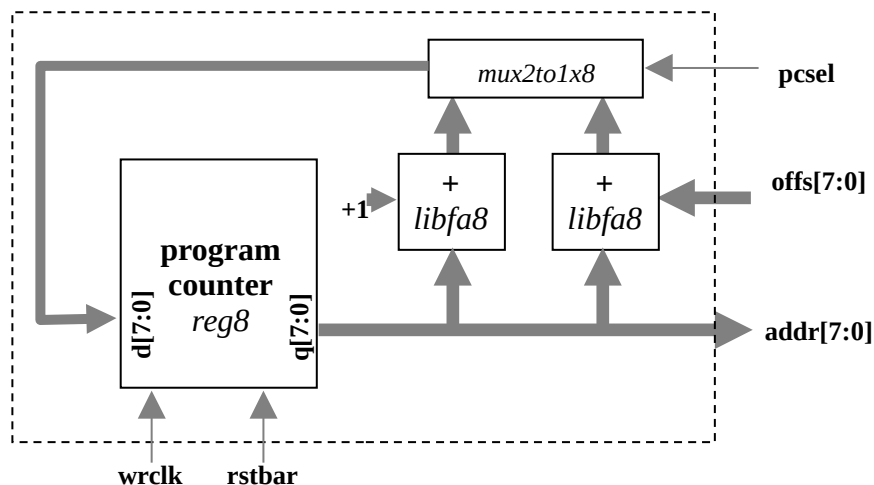 mux2to1x8
pcsel
+
libfa8
+
libfa8
+1
offs[7:0]
program
counter
reg8
d[7:0]
q[7:0]
addr[7:0]
wrclk
rstbar